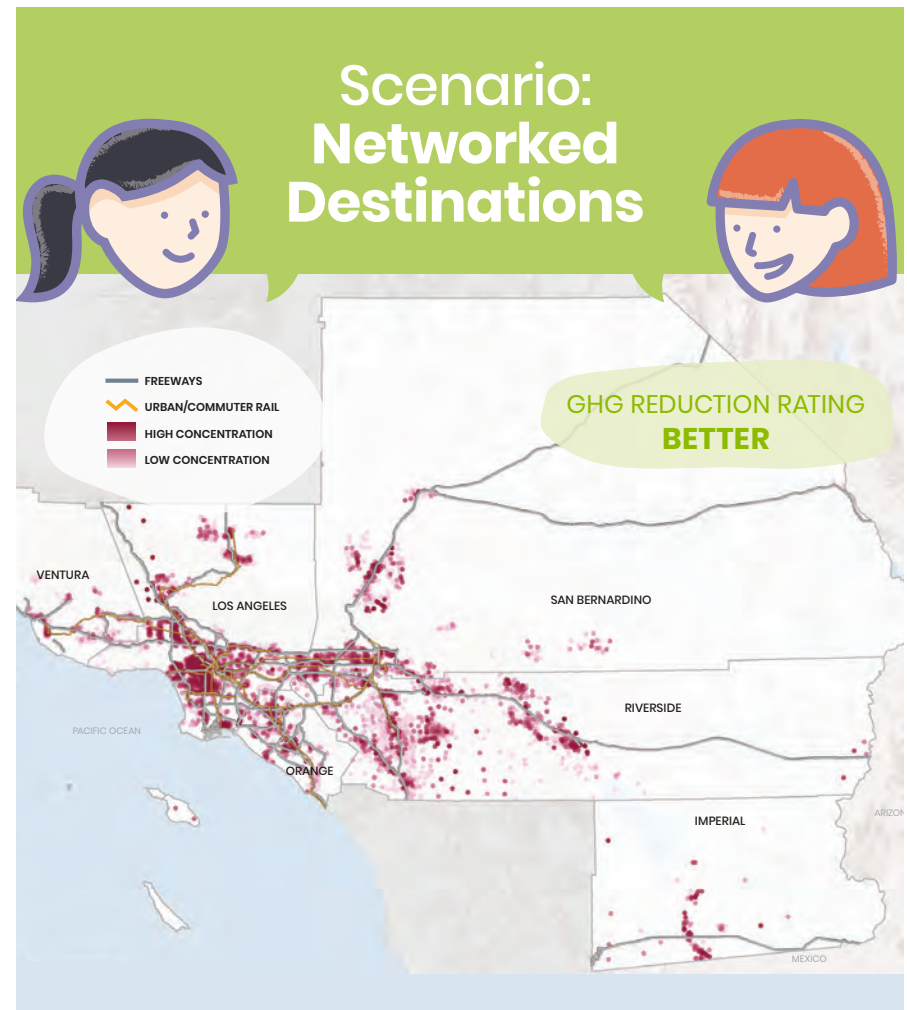 Scenario:
Networked
Destinations
FREEWAYS
URBAN/COMMUTER RAIL
HIGH CONCENTRATION
LOW CONCENTRATION
GHG REDUCTION RATING
BETTER
VENTURA
LOS ANGELES
SAN BERNARDINO
RIVERSIDE
PACIFIC OCEAN
ORANGE
IMPERIAL
ARIZON
MEXICO